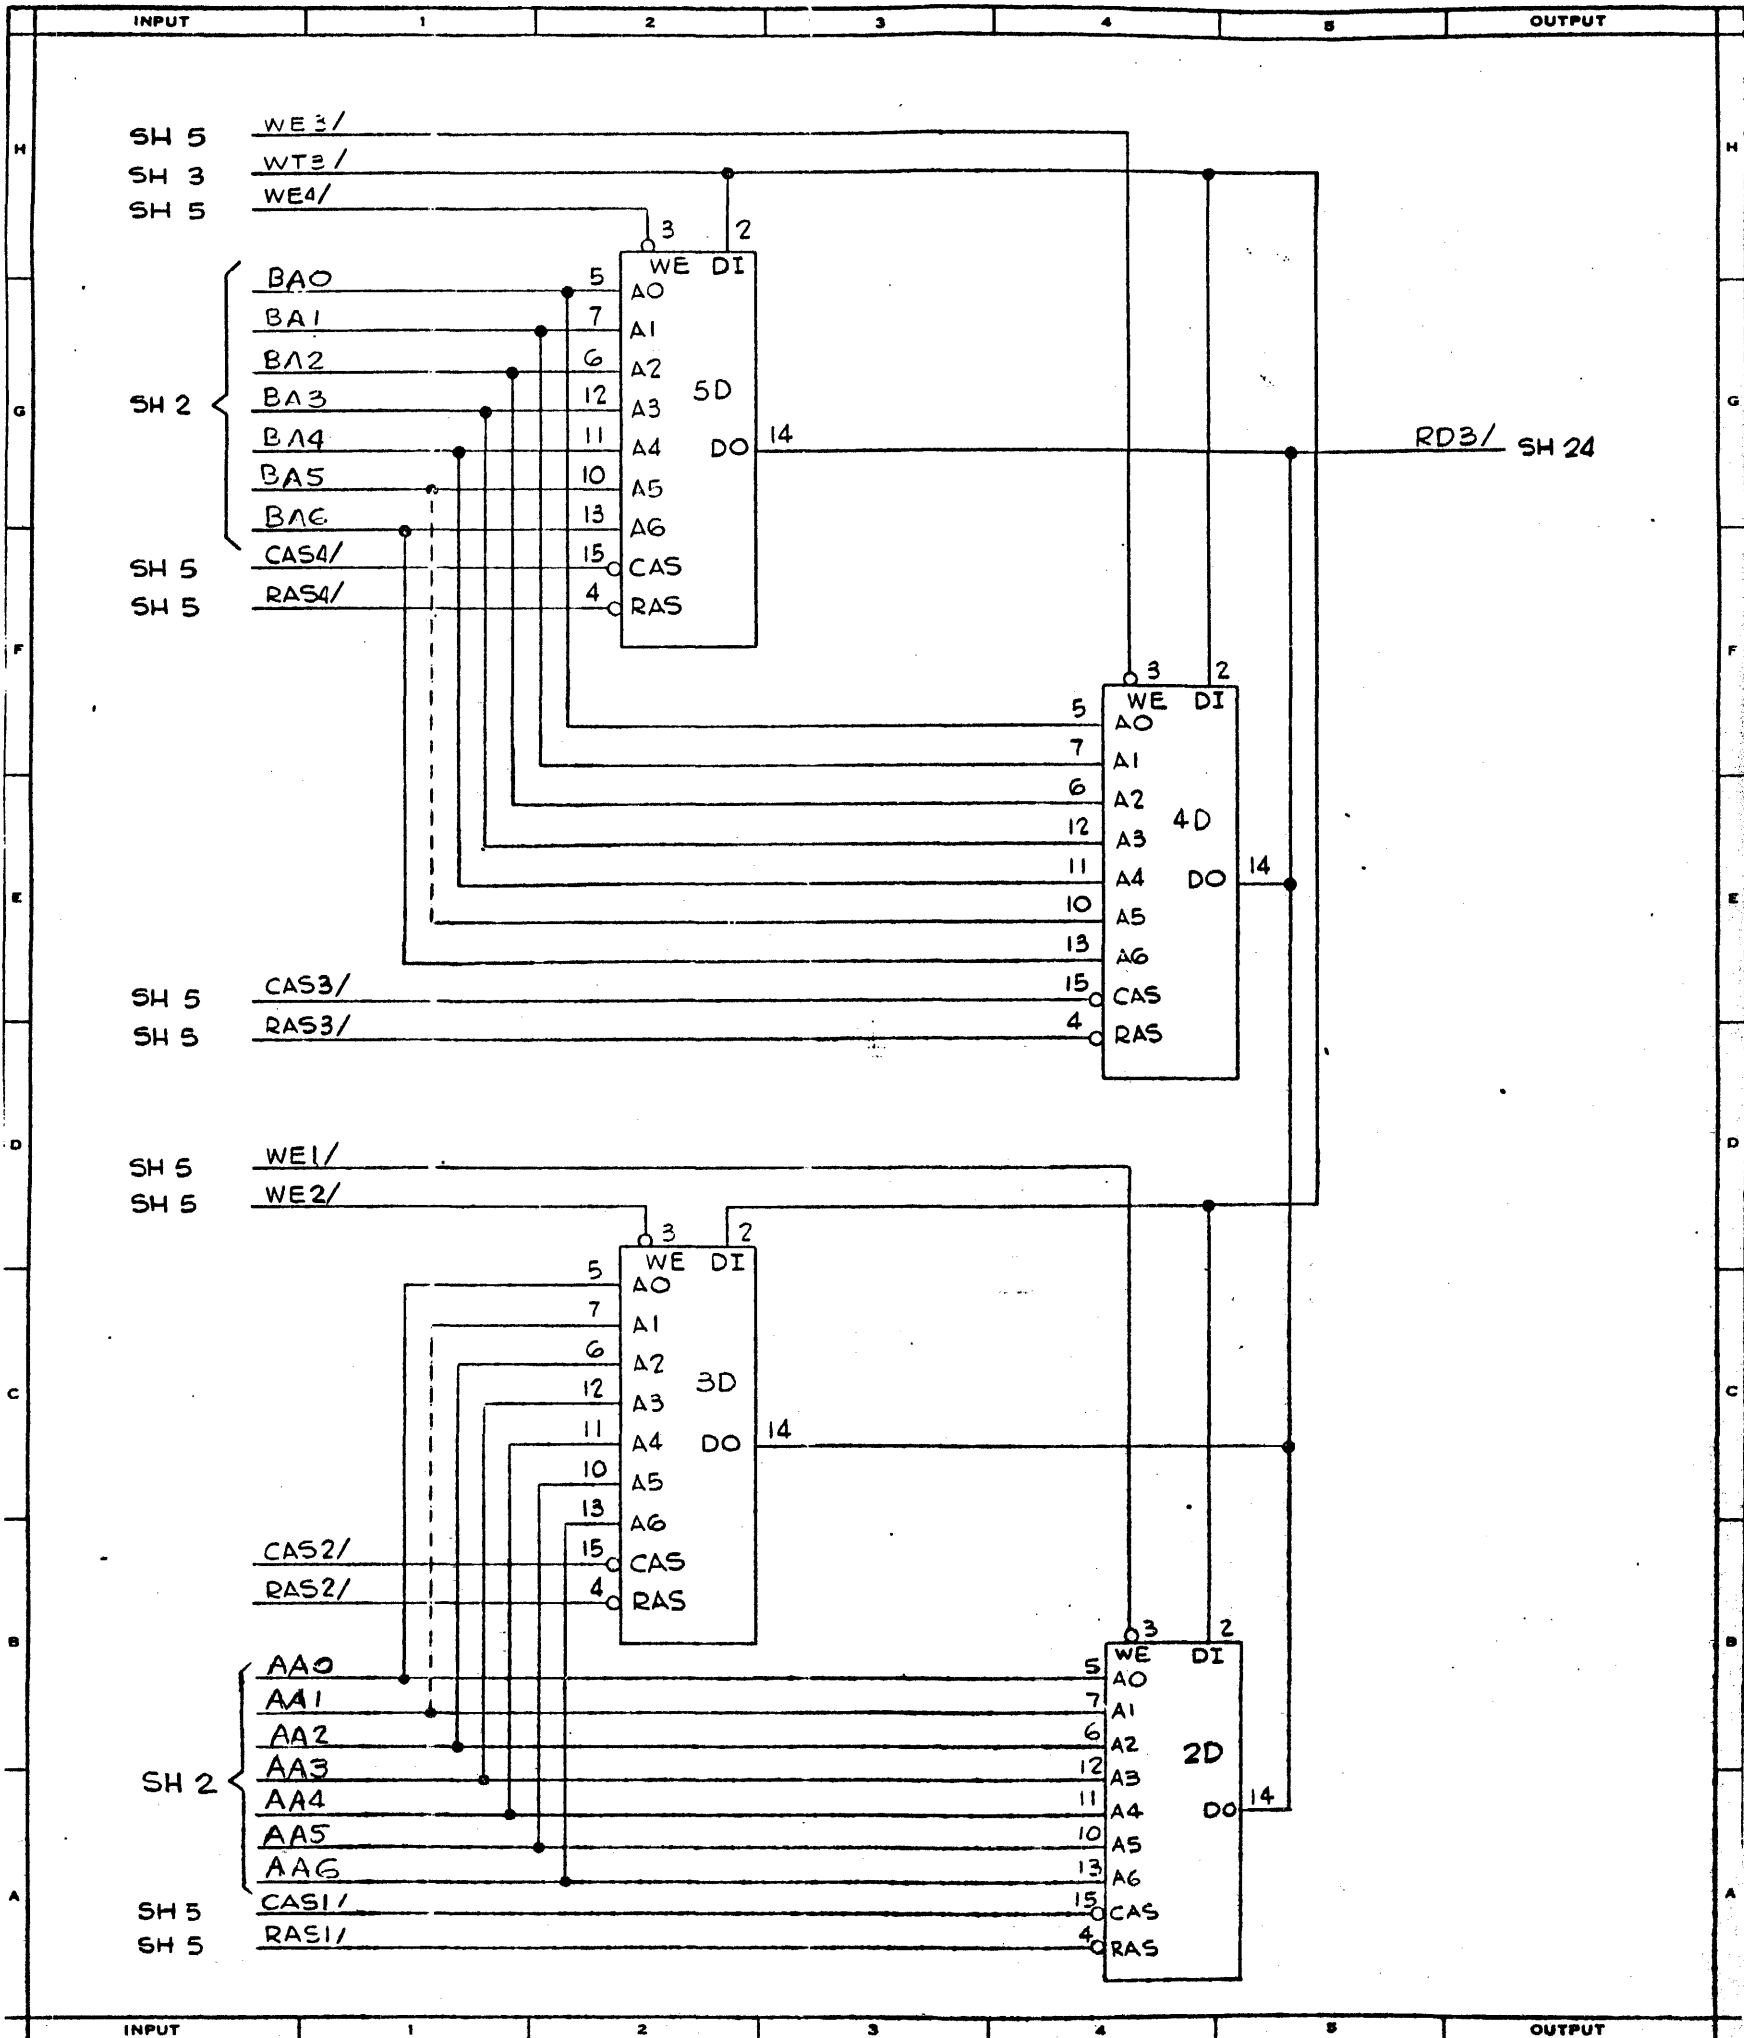 INPUT 1 2 3 4 5 OUTPUT
H H
SH 5 WE3/
SH 3 WT3/
SH 5 WE4/
3 2
WE DI
BA0 5 A0
BA1 7 A1
BA2 6 A2
5D
G SH 2 BA3 12 A3 G
BA4 11 A4 DO 14 RD3/ SH 24
BA5 10 A5
BA6 13 A6
SH 5 CAS4/ 15 CAS
SH 5 RAS4/ 4 RAS
F F
3 2
WE DI
5 A0
7 A1
6 A2
4D
12 A3
11 A4 DO 14
E E
10 A5
13 A6
SH 5 CAS3/ 15 CAS
SH 5 RAS3/ 4 RAS
D D
SH 5 WE1/
SH 5 WE2/
3 2
WE DI
5 A0
7 A1
6 A2
3D
C C
12 A3
11 A4 DO 14
10 A5
13 A6
CAS2/ 15 CAS
RAS2/ 4 RAS
B B
3 2
WE DI
AA0 5 A0
AA1 7 A1
AA2 6 A2
2D
SH 2 AA3 12 A3
AA4 11 A4 DO 14
AA5 10 A5
AA6 13 A6
A A
SH 5 CAS1/ 15 CAS
SH 5 RAS1/ 4 RAS
INPUT 1 2 3 4 5 OUTPUT